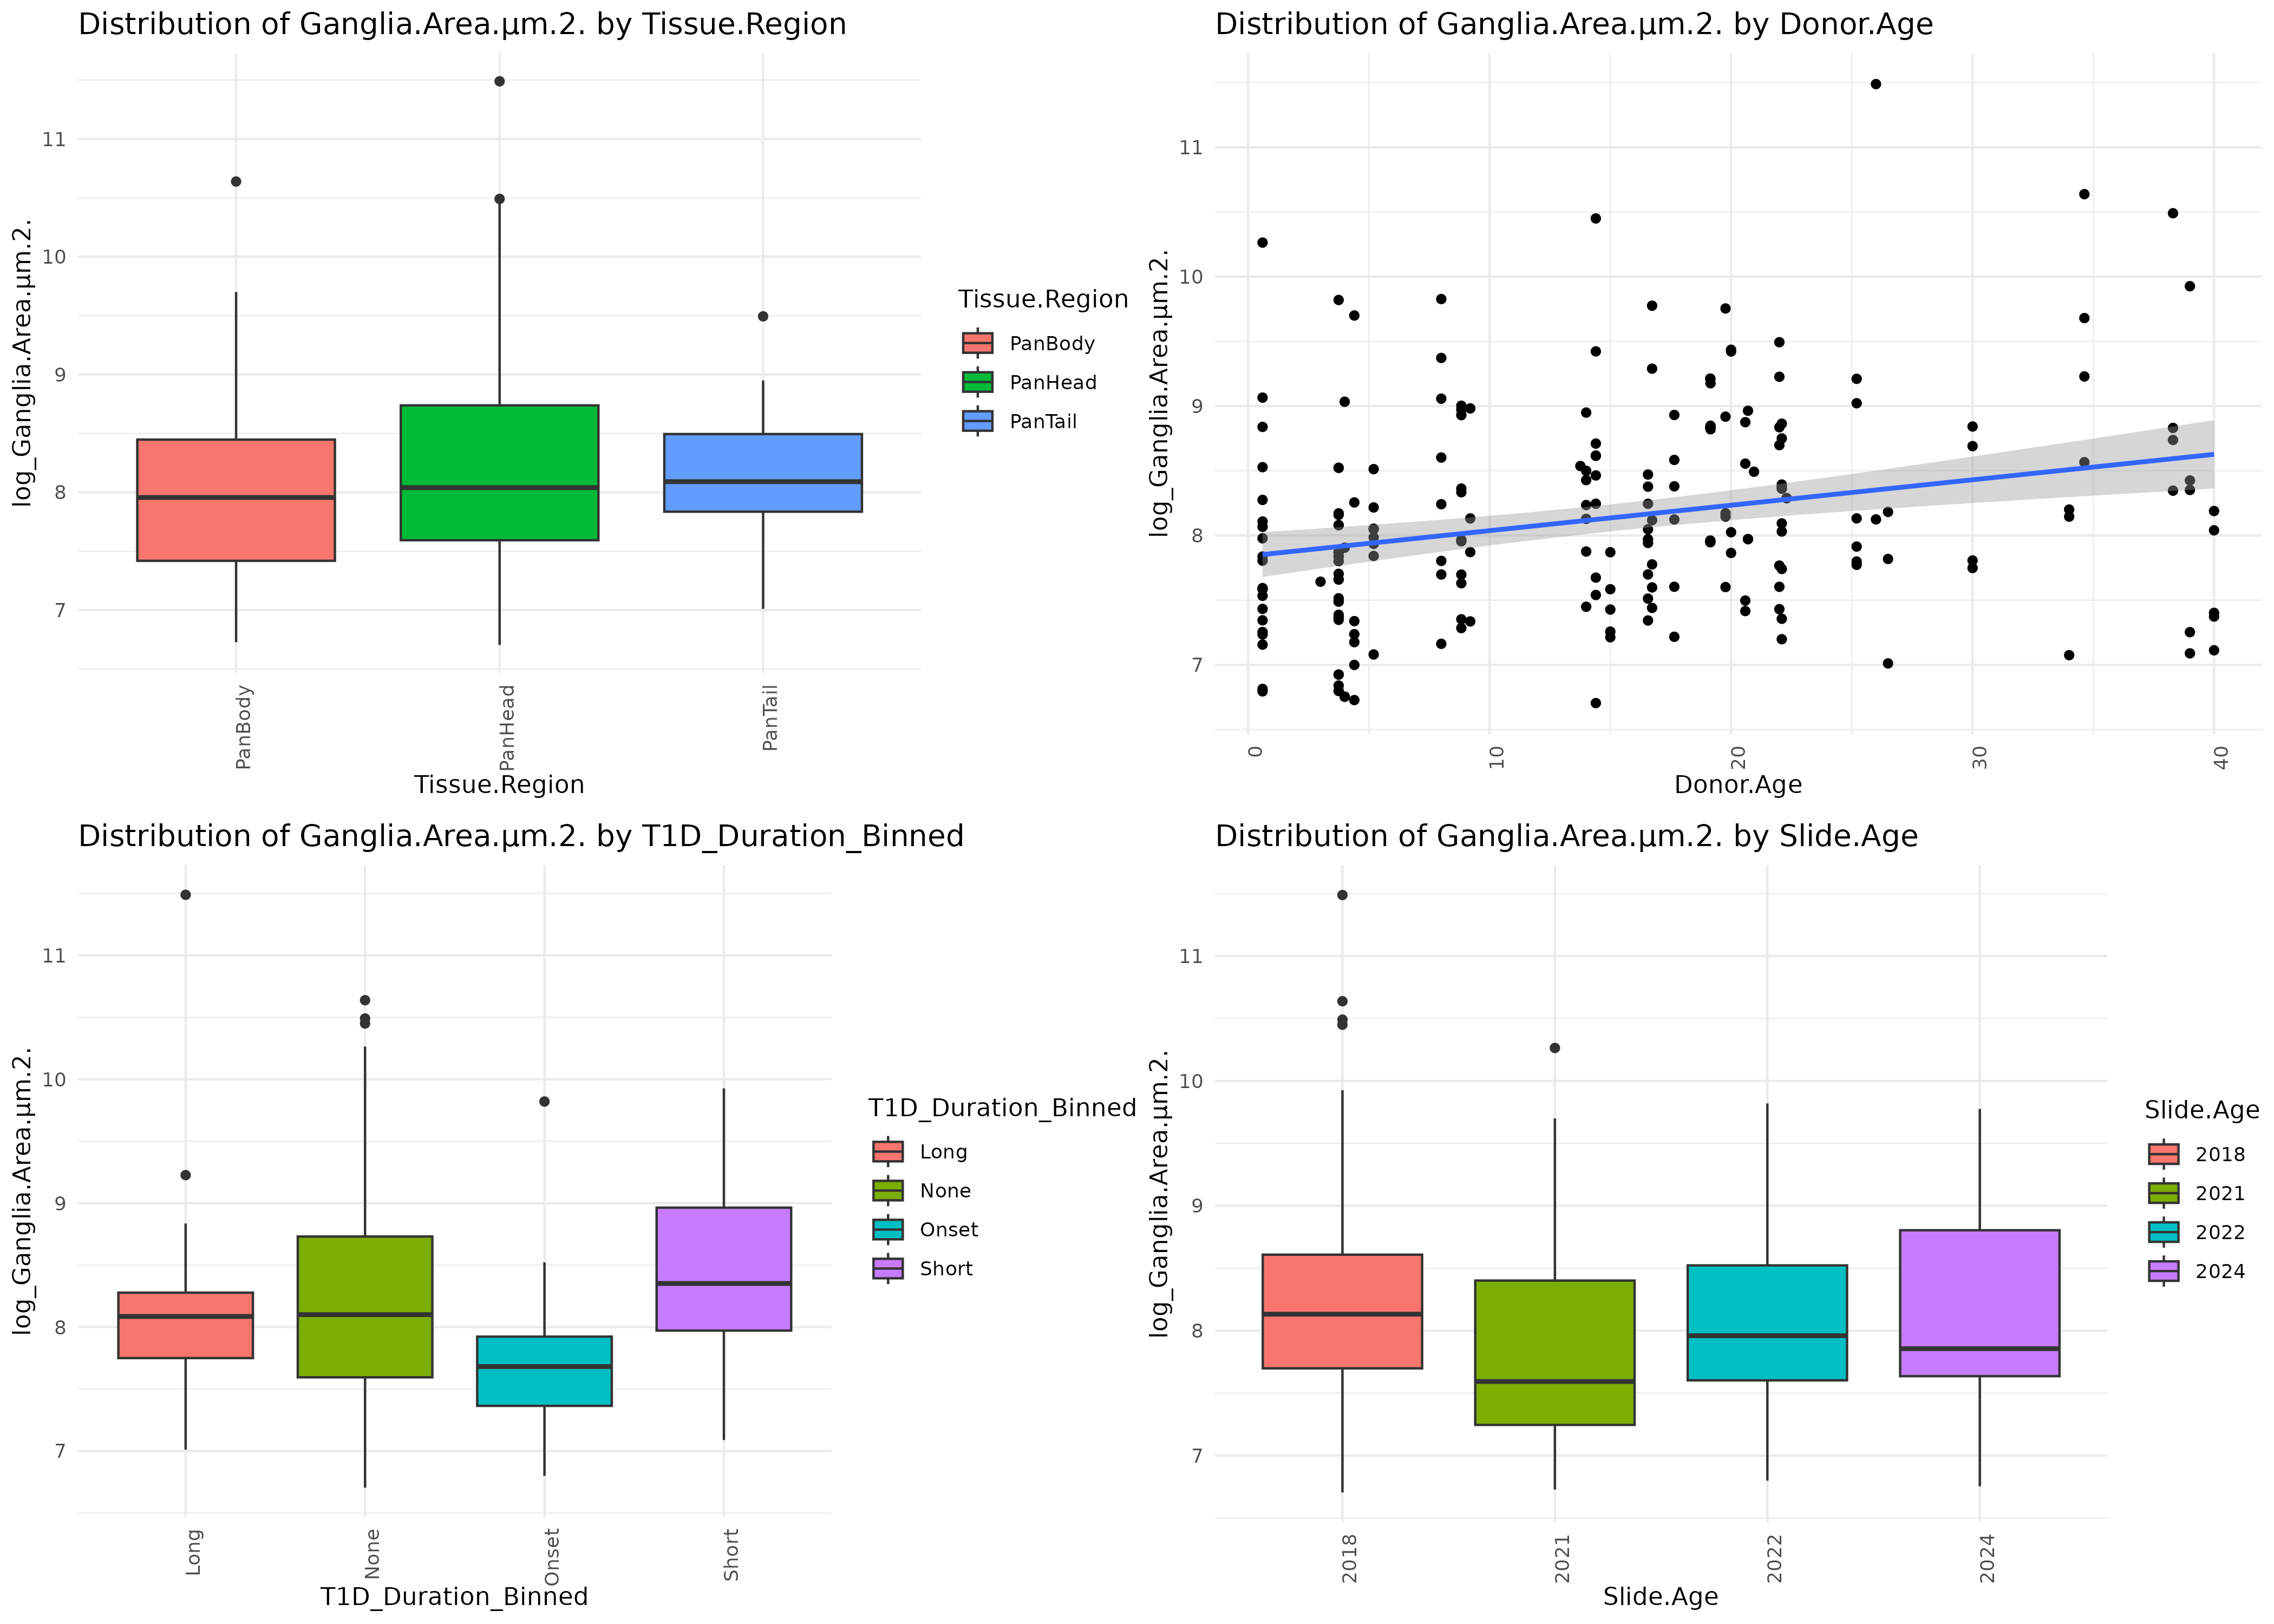 Distribution of Ganglia.Area.µm.2. by Tissue.Region
log_Ganglia.Area.µm.2.
11
10
9
8
7
PanBody
PanHead
PanTail
Tissue.Region
Tissue.Region
PanBody
PanHead
PanTail
Distribution of Ganglia.Area.µm.2. by Donor.Age
log_Ganglia.Area.µm.2.
11
10
9
8
7
0
10
20
30
40
Donor.Age
Distribution of Ganglia.Area.µm.2. by T1D_Duration_Binned
log_Ganglia.Area.µm.2.
11
10
9
8
7
Long
None
Onset
Short
T1D_Duration_Binned
T1D_Duration_Binned
Long
None
Onset
Short
Distribution of Ganglia.Area.µm.2. by Slide.Age
log_Ganglia.Area.µm.2.
11
10
9
8
7
2018
2021
2022
2024
Slide.Age
Slide.Age
2018
2021
2022
2024